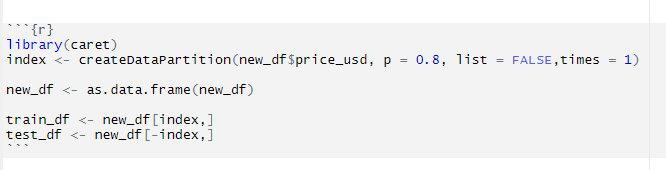 ```{r}
library(caret)
index <- createDataPartition(new_df$price_usd, p = 0.8, list = FALSE,times = 1)
new_df <- as.data.frame(new_df)
train_df <- new_df[index,]
test_df <- new_df[-index,]
```